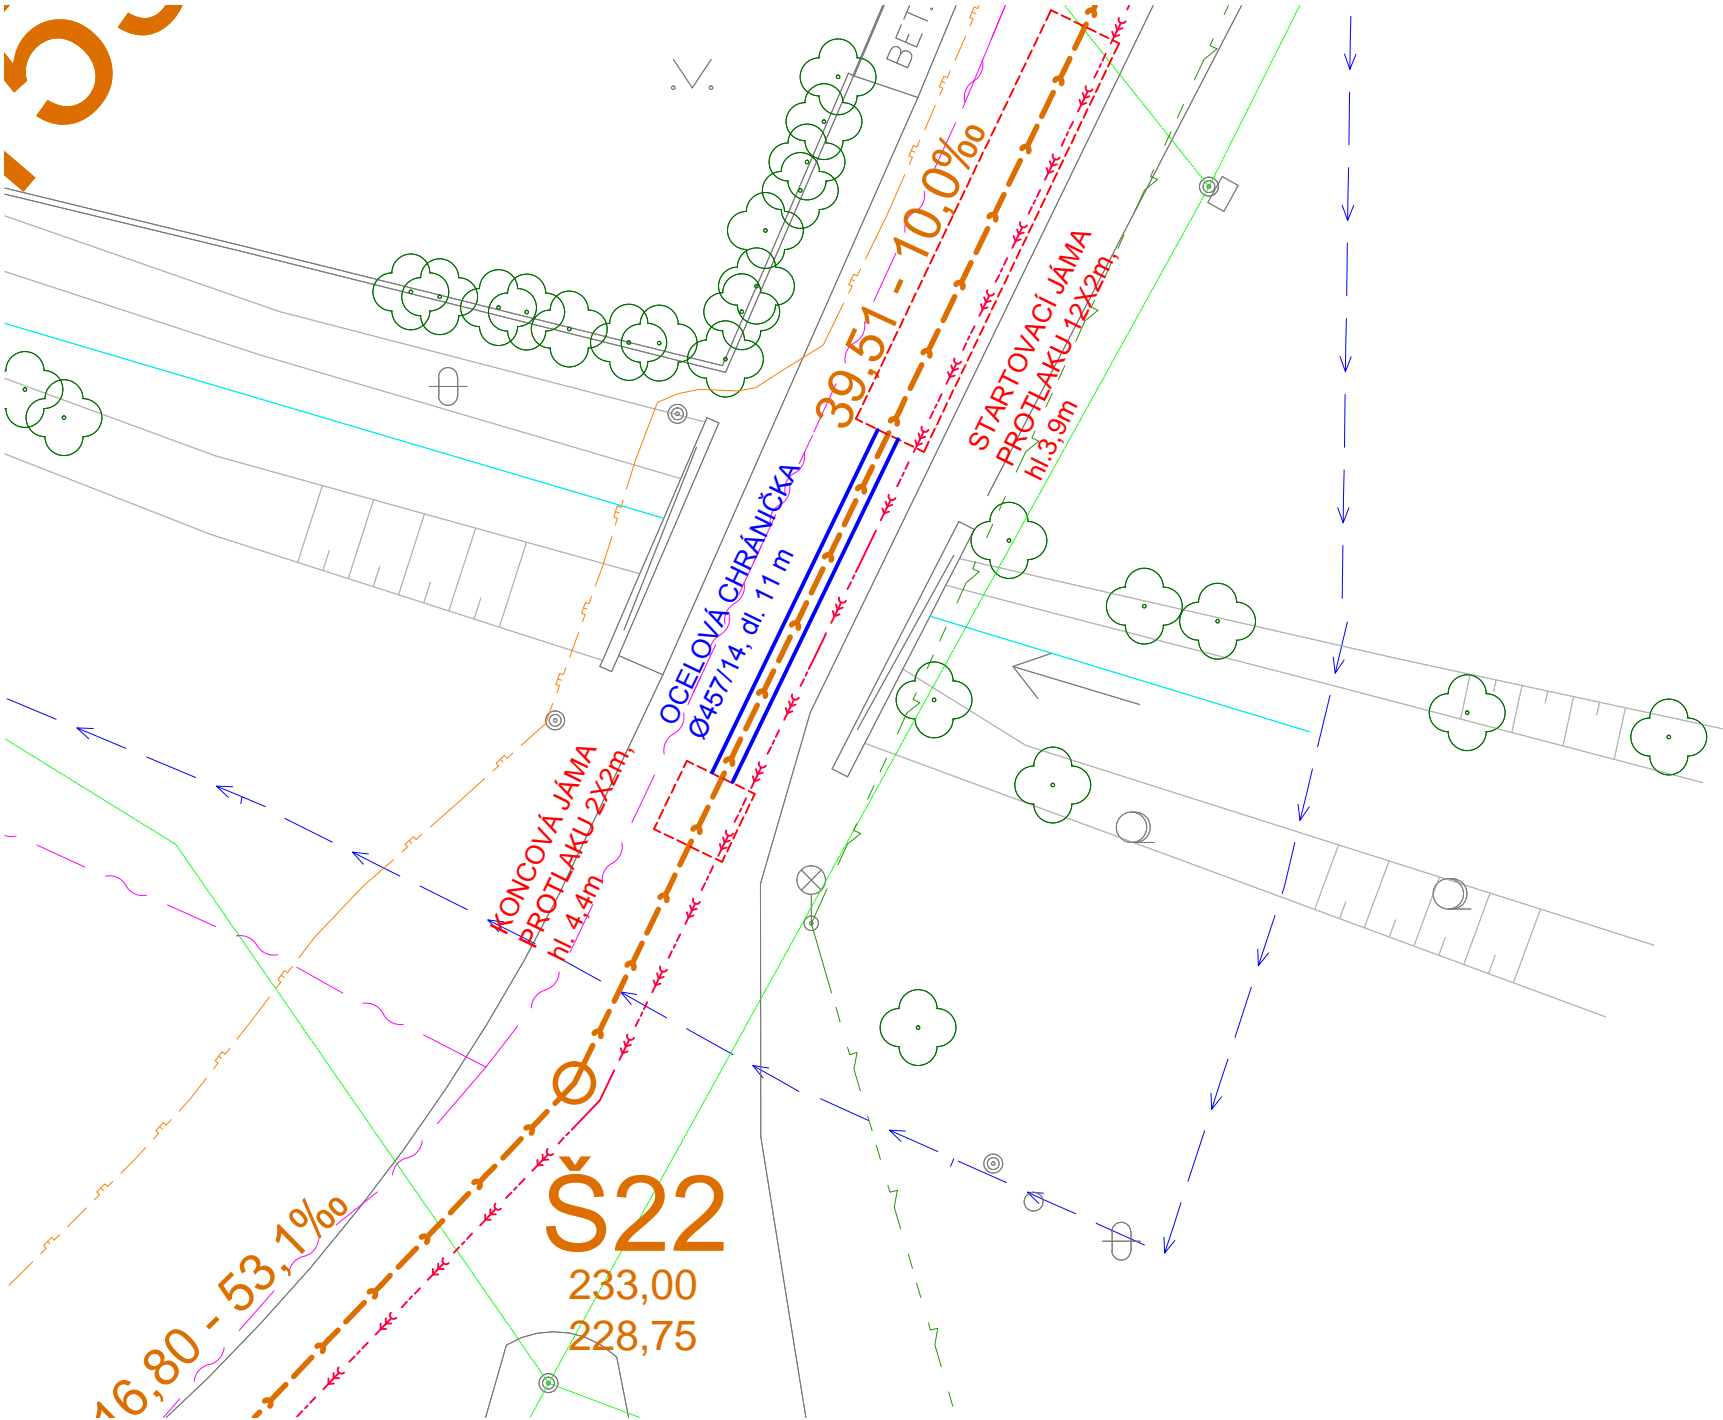 BET.
39,51 - 10,0‰
STARTOVACÍ JÁMA
PROTLAKU 12X2m,
hl.3,9m
OCELOVÁ CHRÁNIČKA
Ø457/14, dl. 11 m
KONCOVÁ JÁMA
PROTLAKU 2X2m,
hl. 4,4m
Š22
233,00
228,75
16,80 - 53,1‰